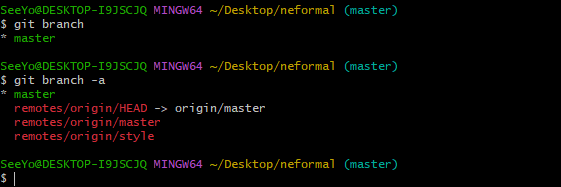 SeeYo@DESKTOP-I9JSCJQ MINGW64 ~/Desktop/neformal (master)
$ git branch
* master
SeeYo@DESKTOP-I9JSCJQ MINGW64 ~/Desktop/neformal (master)
$ git branch -a
* master
remotes/origin/HEAD -> origin/master
remotes/origin/master
remotes/origin/style
SeeYo@DESKTOP-I9JSCJQ MINGW64 ~/Desktop/neformal (master)
$